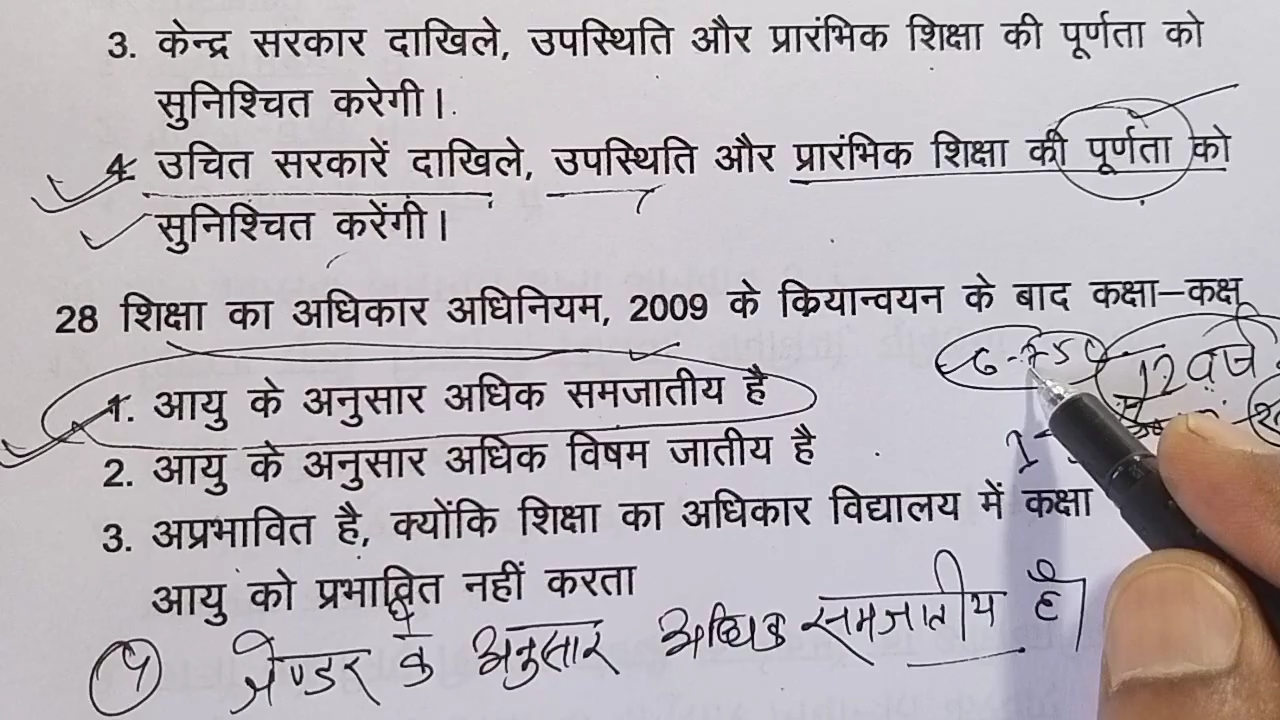 3. केन्द्र सरकार दाखिले, उपस्थिति और प्रारंभिक शिक्षा की पूर्णता को
सुनिश्चित करेगी।
4. उचित सरकारें दाखिले, उपस्थिति और प्रारंभिक शिक्षा की पूर्णता को
सुनिश्चित करेंगी।
28 शिक्षा का अधिकार अधिनियम, 2009 के कियान्वयन के बाद कक्षा–कक्ष
12 वर्ष
1. आयु के अनुसार अधिक समजातीय है
2. आयु के अनुसार अधिक विषम जातीय है
3. अप्रभावित है, क्योंकि शिक्षा का अधिकार विद्यालय में कक्षा
आयु को प्रभावित नहीं करता
जेण्डर के अनुसार अधिक समजातीय है